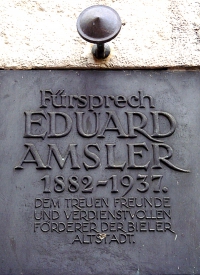 Fürsprech
EDUARD
AMSLER
1882-1937.
DEM TREUEN FREUNDE
UND VERDIENSTVOLLEN
FÖRDERER DER BIELER
ALTSTADT.